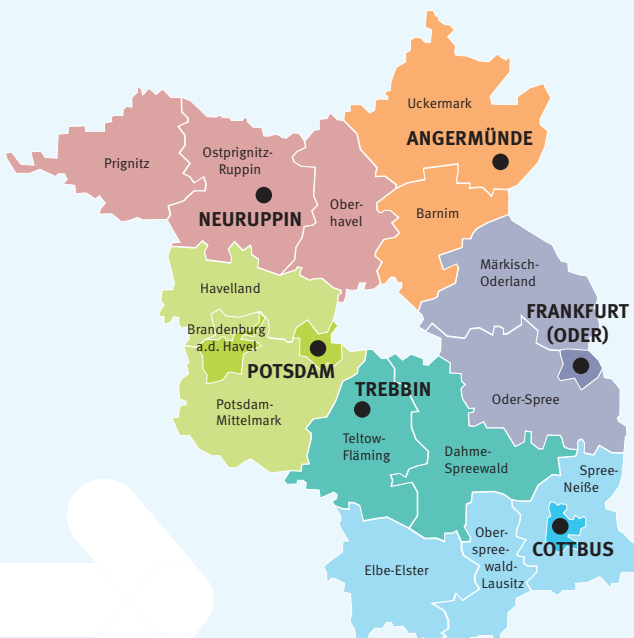 Uckermark
ANGERMÜNDE
Prignitz
Ostprignitz-
Ruppin
NEURUPPIN
Ober-
havel
Barnim
Märkisch-
Oderland
Havelland
FRANKFURT
(ODER)
Brandenburg
a.d. Havel
POTSDAM
TREBBIN
Potsdam-
Mittelmark
Oder-Spree
Teltow-
Fläming
Dahme-
Spreewald
Spree-
Neiße
Ober-
spree-
wald-
Lausitz
COTTBUS
Elbe-Elster